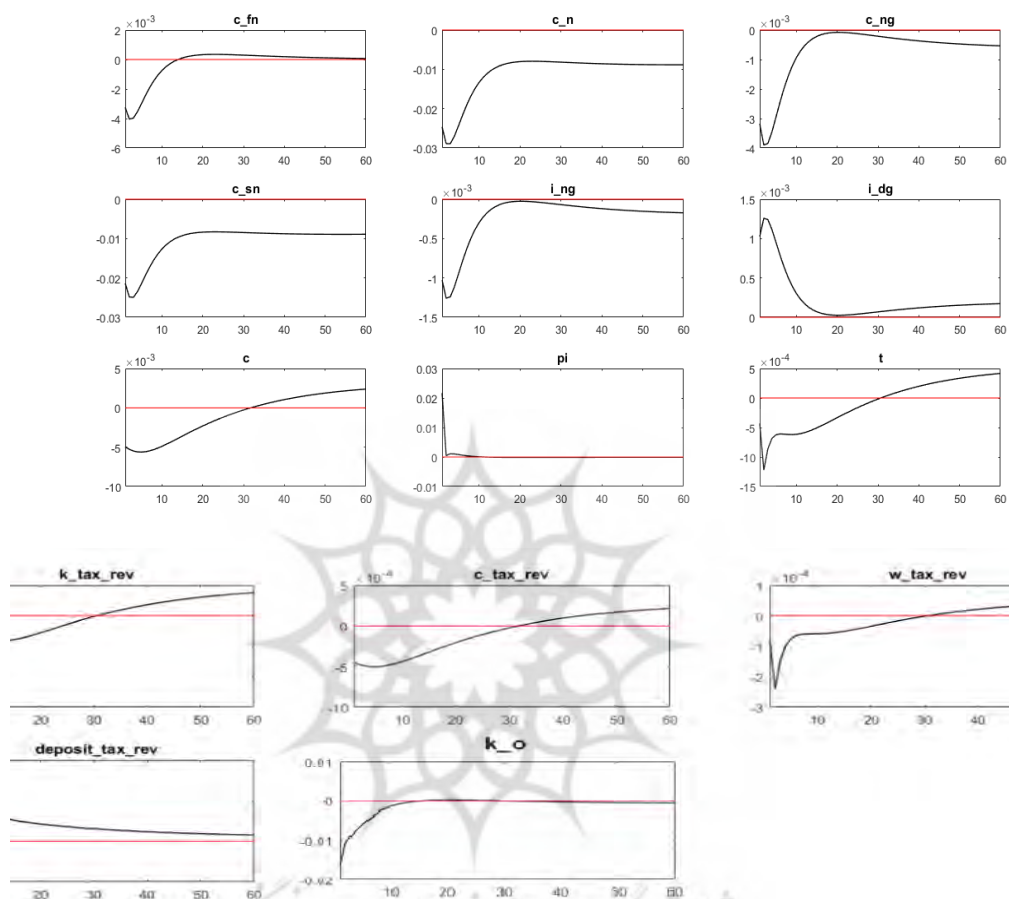 c_fn c_n c_ng
×10⁻³ ×10⁻³
2 0 0
0 -0.01 -1
-2 -0.02 -2
-4 -3
-6 -0.03 -4
10 20 30 40 50 60 10 20 30 40 50 60 10 20 30 40 50 60
c_sn i_ng i_dg
×10⁻³ ×10⁻³
0 0 1.5
-0.01 -0.5 1
-0.02 -1 0.5
-0.03 -1.5 0
10 20 30 40 50 60 10 20 30 40 50 60 10 20 30 40 50 60
c pi t
×10⁻³ ×10⁻⁴
5 0.03 5
0.02 0
0 0.01 -5
-5 0 -10
-10 -0.01 -15
10 20 30 40 50 60 10 20 30 40 50 60 10 20 30 40 50 60
k_tax_rev c_tax_rev w_tax_rev
×10⁻⁴ ×10⁻⁴
5 1
0 0
-1
-5 -2
-10 -3
20 30 40 50 60 10 20 30 40 50 60 10 20 30 40
deposit_tax_rev k_o
0.01
0
-0.01
-0.02
20 30 40 50 60 10 20 30 40 50 60